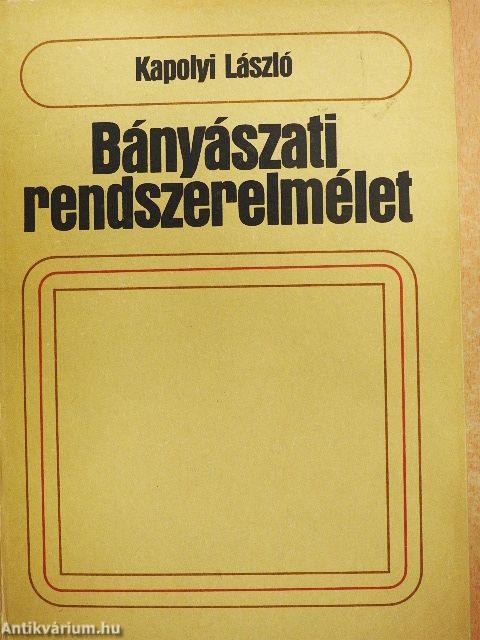 Kapolyi László
Bányászati
rendszerelmélet
Antikvárium.hu